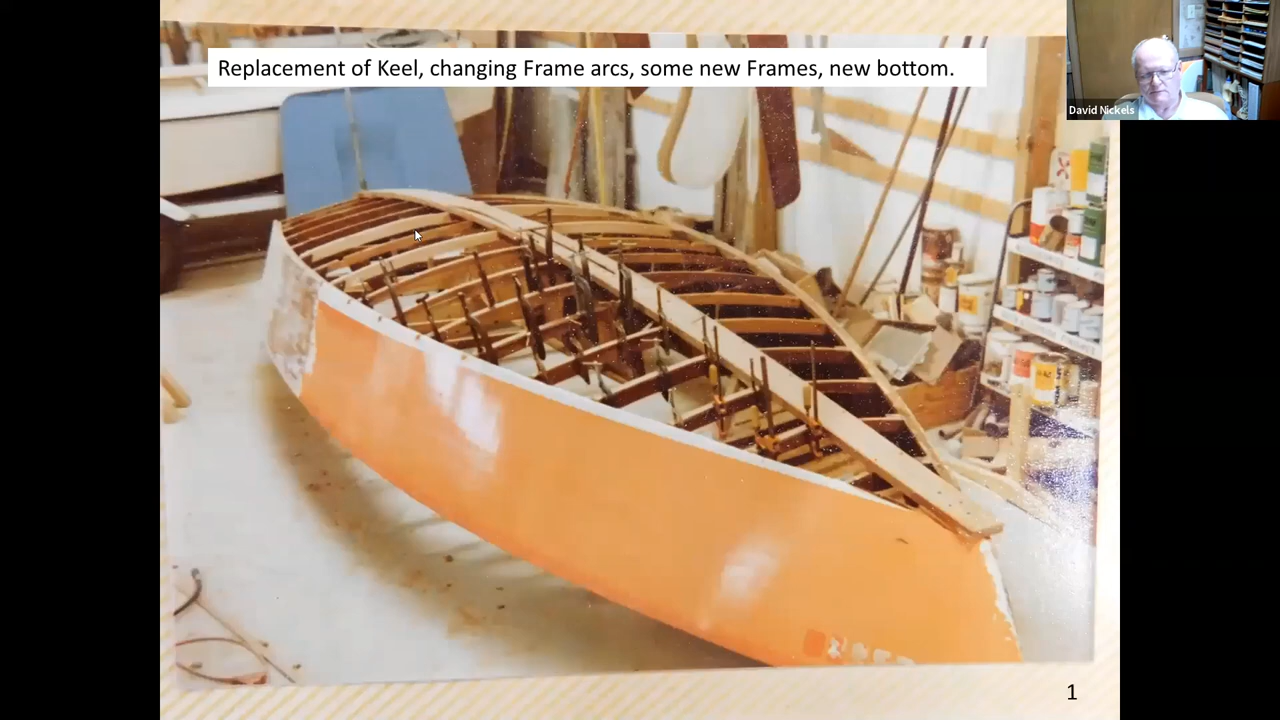 Replacement of Keel, changing Frame arcs, some new Frames, new bottom.
David Nickels
1